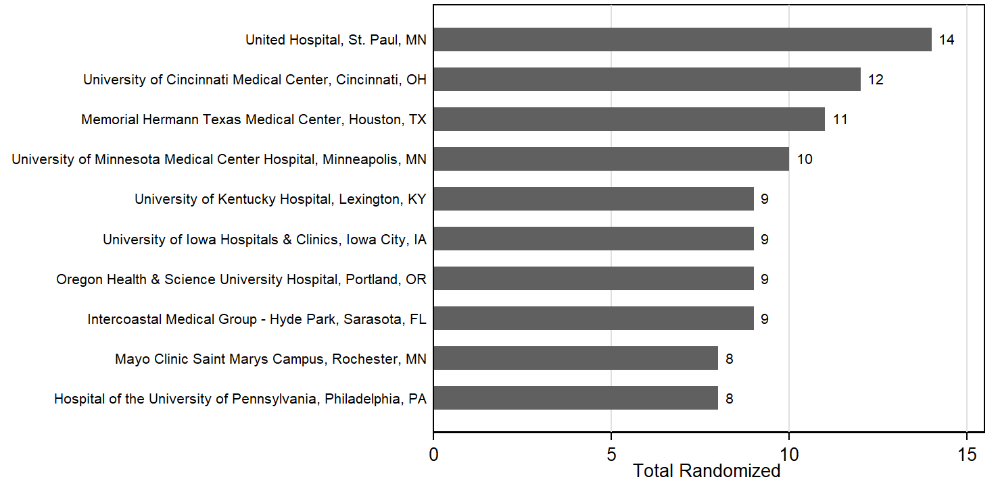 United Hospital, St. Paul, MN 14
University of Cincinnati Medical Center, Cincinnati, OH 12
Memorial Hermann Texas Medical Center, Houston, TX 11
University of Minnesota Medical Center Hospital, Minneapolis, MN 10
University of Kentucky Hospital, Lexington, KY 9
University of Iowa Hospitals & Clinics, Iowa City, IA 9
Oregon Health & Science University Hospital, Portland, OR 9
Intercoastal Medical Group - Hyde Park, Sarasota, FL 9
Mayo Clinic Saint Marys Campus, Rochester, MN 8
Hospital of the University of Pennsylvania, Philadelphia, PA 8
0 5 10 15
Total Randomized